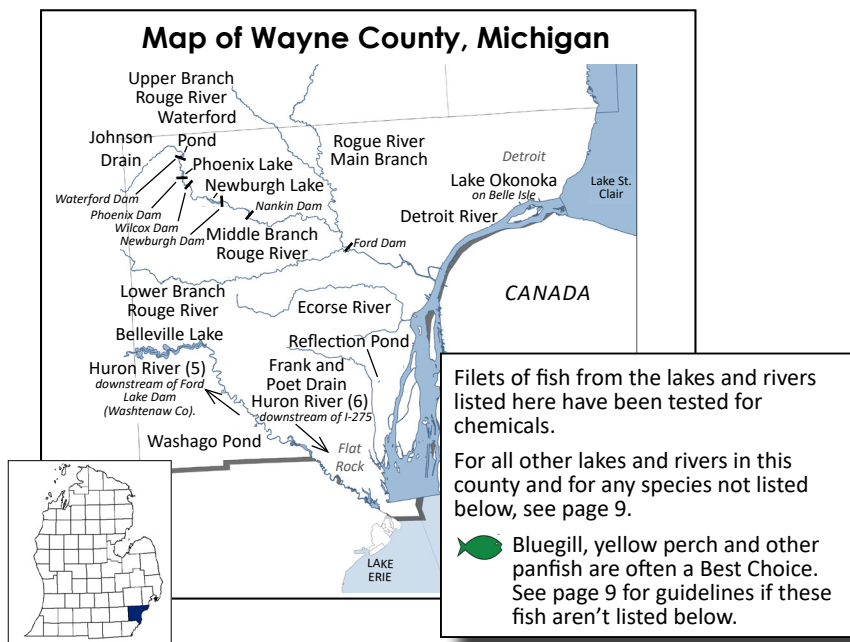 Map of Wayne County, Michigan
Upper Branch
Rouge River
Waterford
Pond
Johnson
Drain
Phoenix Lake
Newburgh Lake
Waterford Dam
Phoenix Dam
Wilcox Dam
Newburgh Dam
Nankin Dam
Middle Branch
Rouge River
Rogue River
Main Branch
Detroit
Lake Okonoka
on Belle Isle
Lake St.
Clair
Detroit River
Ford Dam
CANADA
Lower Branch
Rouge River
Ecorse River
Belleville Lake
Reflection Pond
Huron River (5)
downstream of Ford
Lake Dam
(Washtenaw Co).
Frank and
Poet Drain
Huron River (6)
downstream of I-275
Washago Pond
Flat
Rock
LAKE
ERIE
Filets of fish from the lakes and rivers
listed here have been tested for
chemicals.
For all other lakes and rivers in this
county and for any species not listed
below, see page 9.
Bluegill, yellow perch and other
panfish are often a Best Choice.
See page 9 for guidelines if these
fish aren’t listed below.